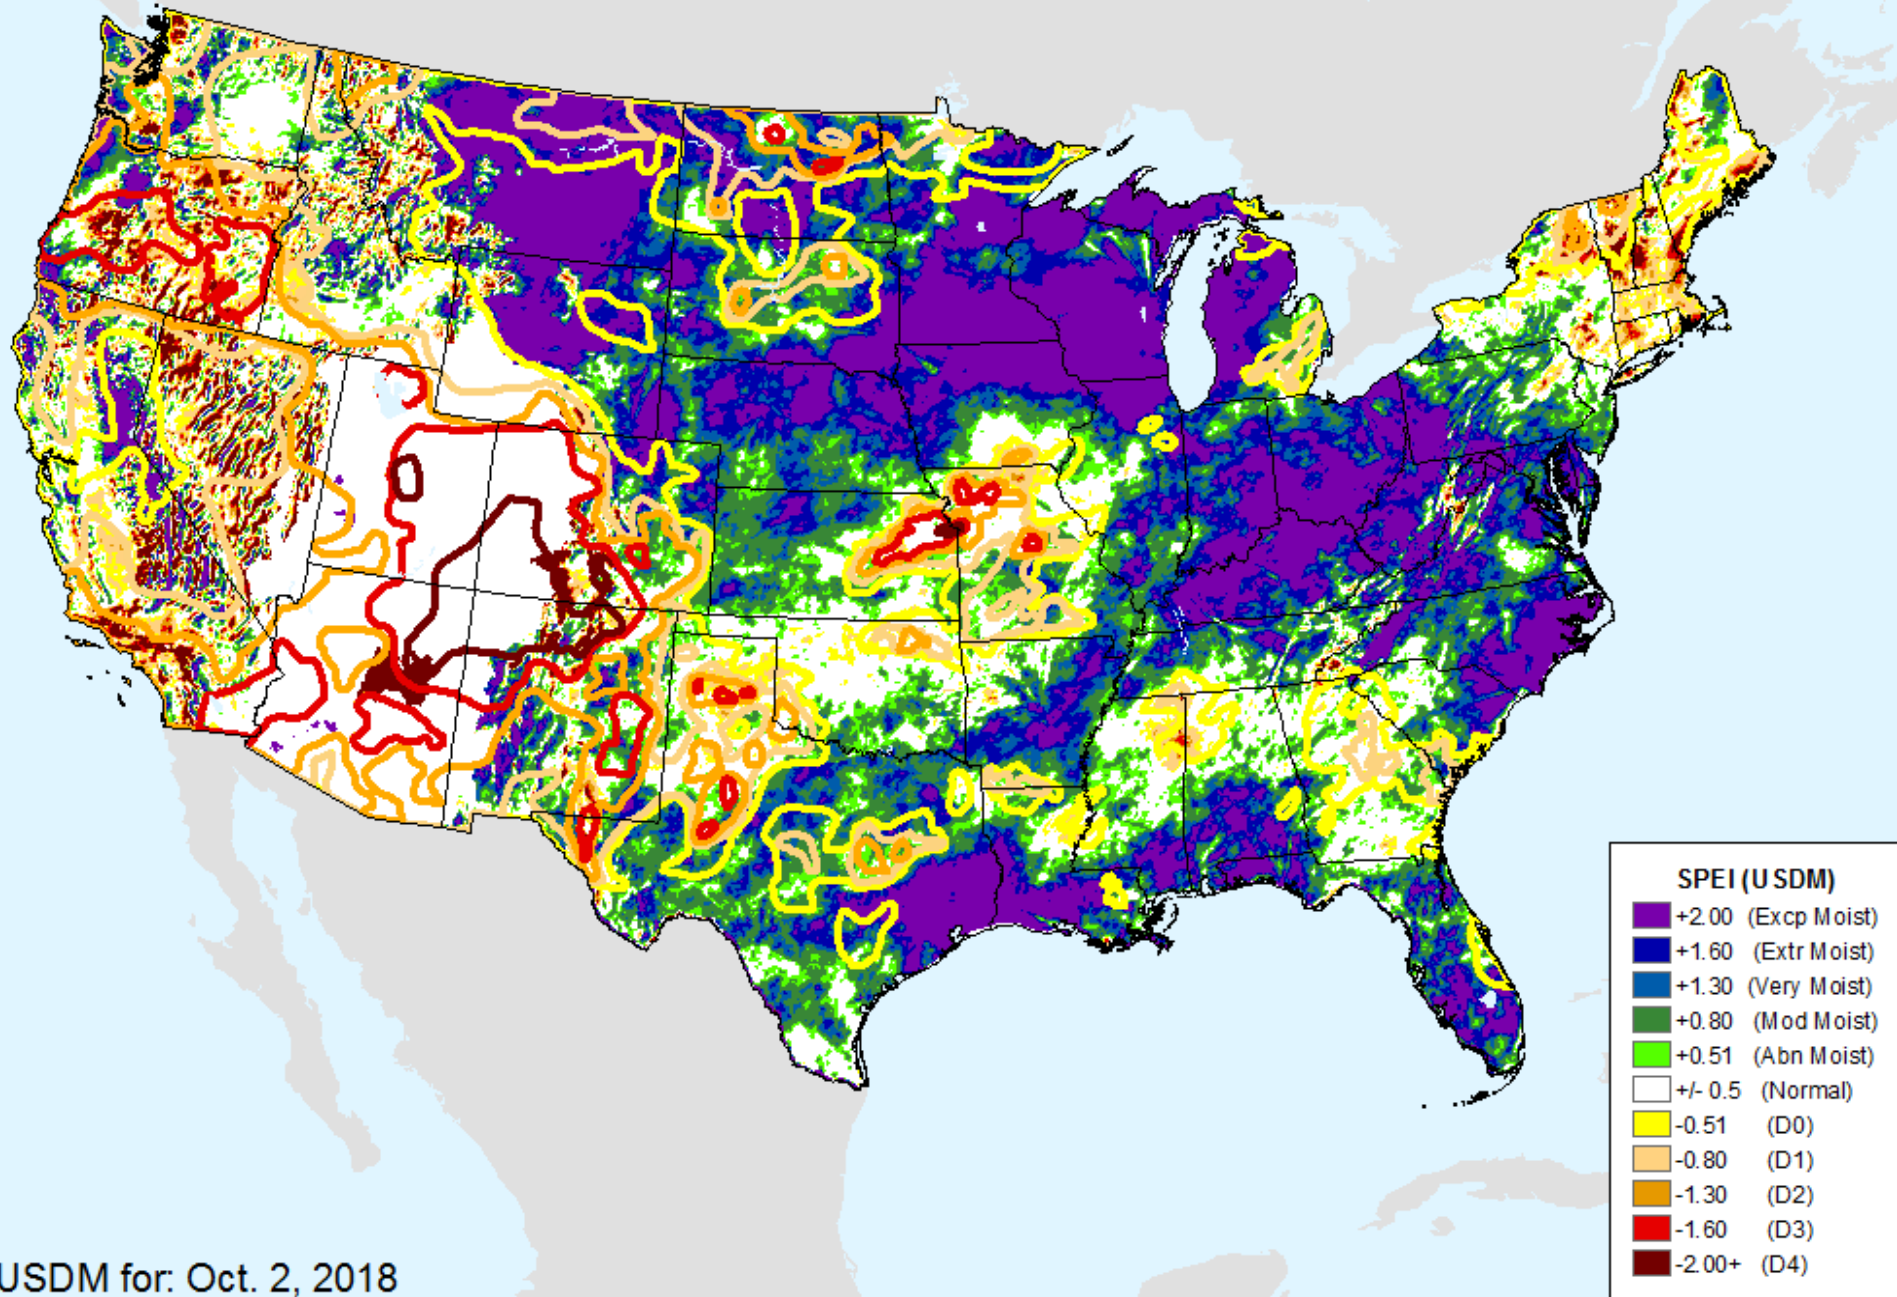 SPEI (USDM)
+2.00 (Excp Moist)
+1.60 (Extr Moist)
+1.30 (Very Moist)
+0.80 (Mod Moist)
+0.51 (Abn Moist)
+/- 0.5 (Normal)
-0.51 (D0)
-0.80 (D1)
-1.30 (D2)
-1.60 (D3)
-2.00+ (D4)
USDM for: Oct. 2, 2018